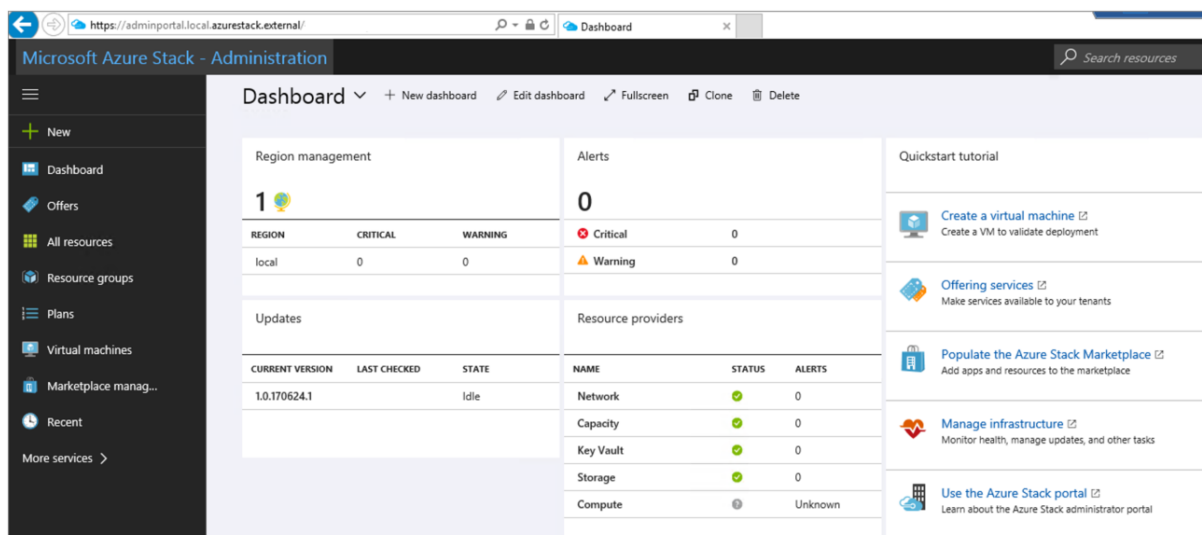 https://adminportal.local.azurestack.external/
Dashboard
Microsoft Azure Stack - Administration
Search resources
New
Dashboard
Offers
All resources
Resource groups
Plans
Virtual machines
Marketplace manag...
Recent
More services
Dashboard
New dashboard
Edit dashboard
Fullscreen
Clone
Delete
Region management
1
REGION CRITICAL WARNING
local 0 0
Updates
CURRENT VERSION LAST CHECKED STATE
1.0.170624.1 Idle
Alerts
0
Critical 0
Warning 0
Resource providers
NAME STATUS ALERTS
Network 0
Capacity 0
Key Vault 0
Storage 0
Compute Unknown
Quickstart tutorial
Create a virtual machine
Create a VM to validate deployment
Offering services
Make services available to your tenants
Populate the Azure Stack Marketplace
Add apps and resources to the marketplace
Manage infrastructure
Monitor health, manage updates, and other tasks
Use the Azure Stack portal
Learn about the Azure Stack administrator portal